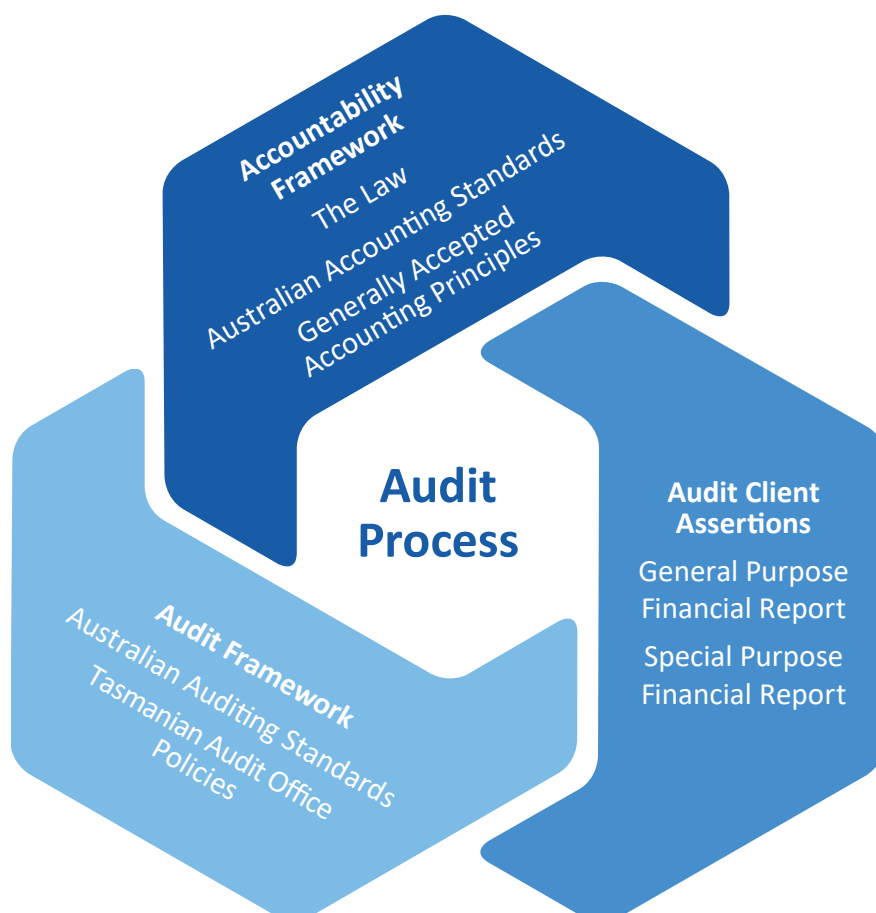 Accountability
Framework
The Law
Australian Accounting Standards
Generally Accepted
Accounting Principles
Audit
Process
Audit Client
Assertions
General Purpose
Financial Report
Special Purpose
Financial Report
Audit Framework
Australian Auditing Standards
Tasmanian Audit Office
Policies